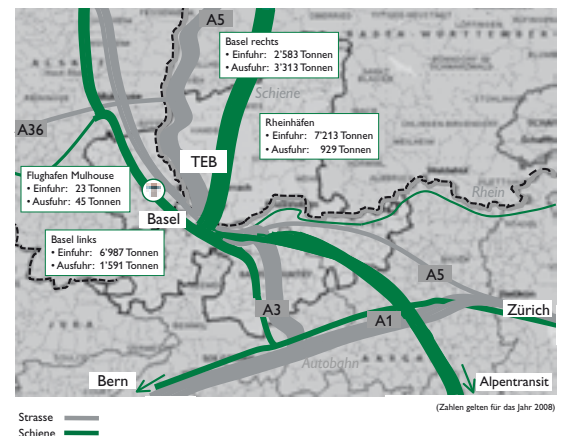 A5
Basel rechts
• Einfuhr: 2'583 Tonnen
• Ausfuhr: 3'313 Tonnen
Schiene
A36
Rheinhäfen
• Einfuhr: 7'213 Tonnen
• Ausfuhr: 929 Tonnen
TEB
Flughafen Mulhouse
• Einfuhr: 23 Tonnen
• Ausfuhr: 45 Tonnen
Rhein
Basel
Basel links
• Einfuhr: 6'987 Tonnen
• Ausfuhr: 1'591 Tonnen
A5
A3
A1
Zürich
Autobahn
Bern
Alpentransit
(Zahlen gelten für das Jahr 2008)
Strasse
Schiene